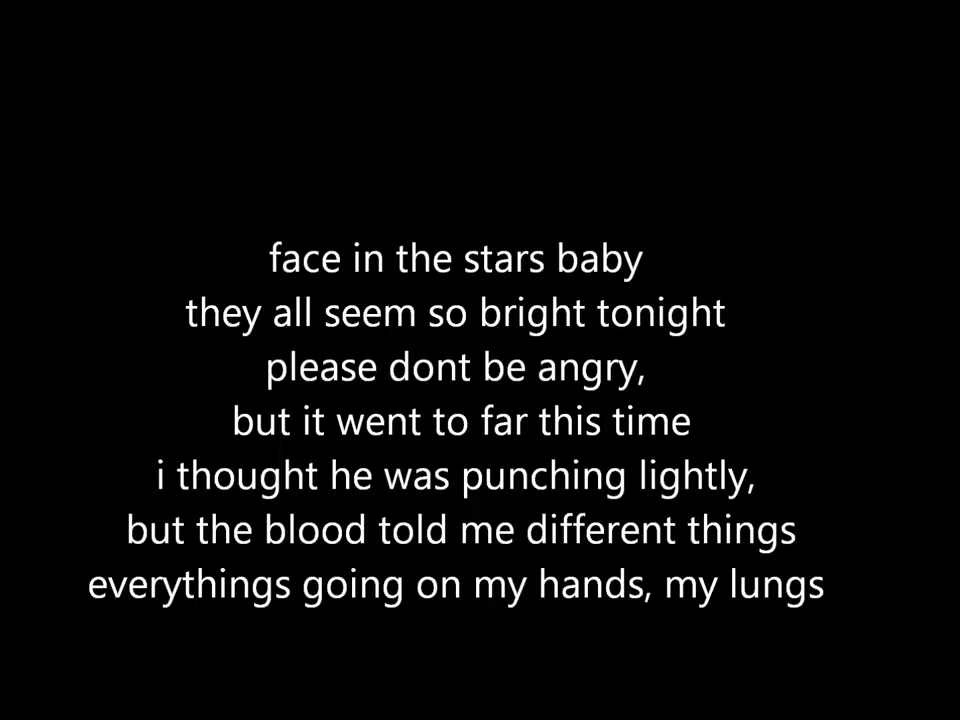 face in the stars baby
they all seem so bright tonight
please dont be angry,
but it went to far this time
i thought he was punching lightly,
but the blood told me different things
everythings going on my hands, my lungs